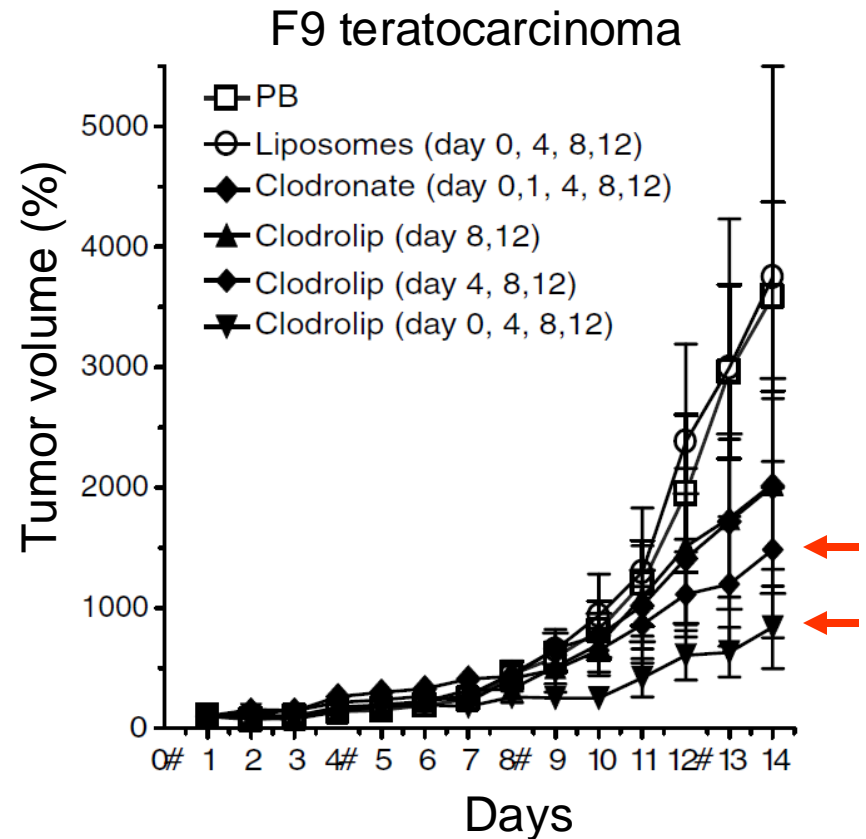 F9 teratocarcinoma
PB
Liposomes (day 0, 4, 8,12)
Clodronate (day 0,1, 4, 8,12)
Clodrolip (day 8,12)
Clodrolip (day 4, 8,12)
Clodrolip (day 0, 4, 8,12)
Tumor volume (%)
5000
4000
3000
2000
1000
0
0# 1 2 3 4# 5 6 7 8# 9 10 11 12# 13 14
Days